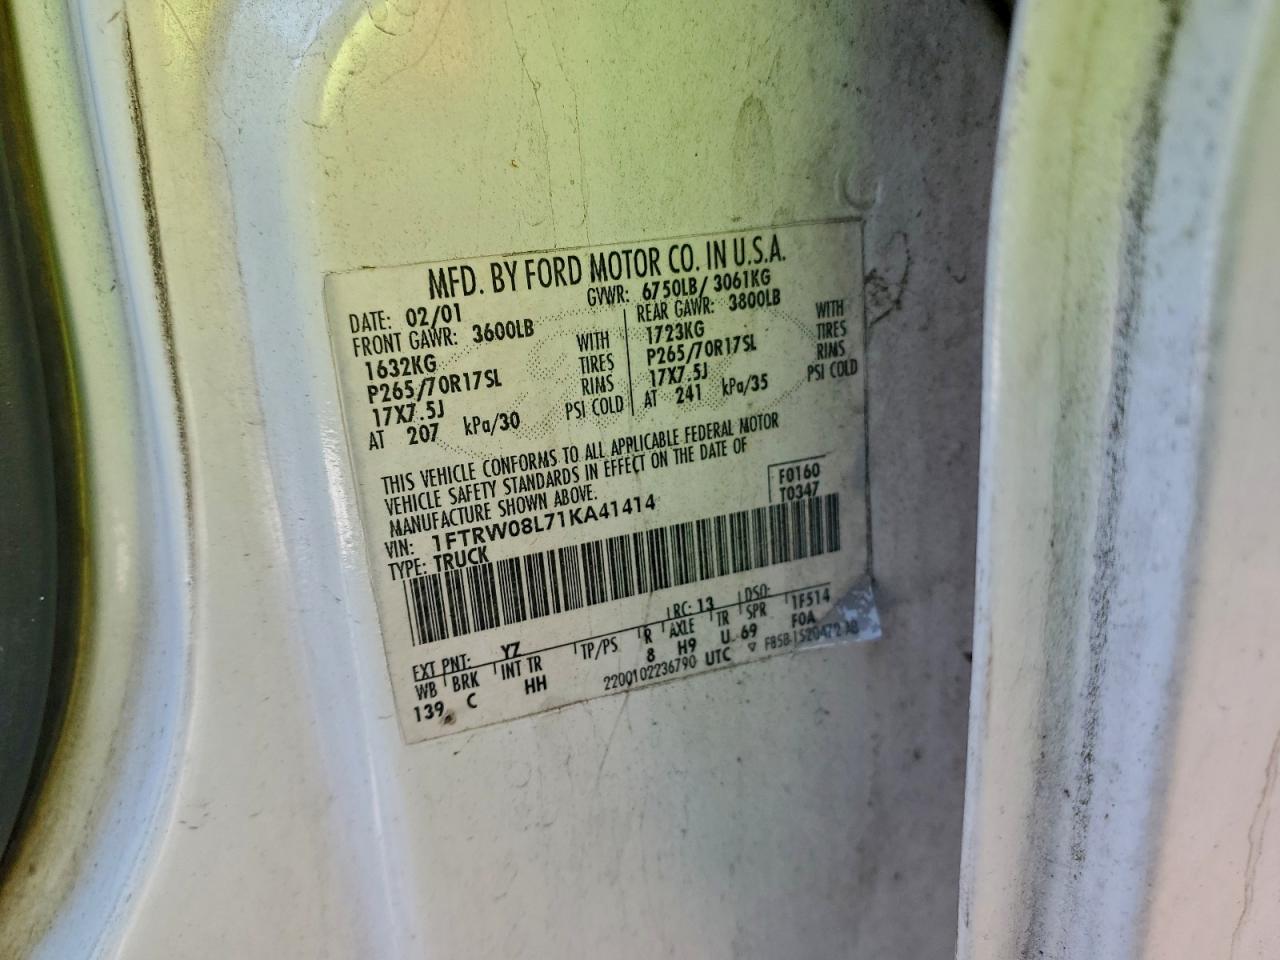 MFD. BY FORD MOTOR CO. IN U.S.A.
DATE: 02/01 GVWR: 6750LB/ 3061KG
FRONT GAWR: 3600LB REAR GAWR: 3800LB
1632KG WITH 1723KG WITH
P265/70R17SL TIRES P265/70R17SL TIRES
17X7.5J RIMS 17X7.5J RIMS
AT 207 kPa/30 PSI COLD AT 241 kPa/35 PSI COLD
THIS VEHICLE CONFORMS TO ALL APPLICABLE FEDERAL MOTOR
VEHICLE SAFETY STANDARDS IN EFFECT ON THE DATE OF
MANUFACTURE SHOWN ABOVE.
F0160
VIN: 1FTRW08L71KA41414 T0347
TYPE: TRUCK
EXT PNT: YZ RC: 13 DSO: 1F514
WB BRK INT TR TP/PS R AXLE TR SPR F0A
139 C HH 8 H9 U 69
2200102236790 UTC F85B-1520472-AB